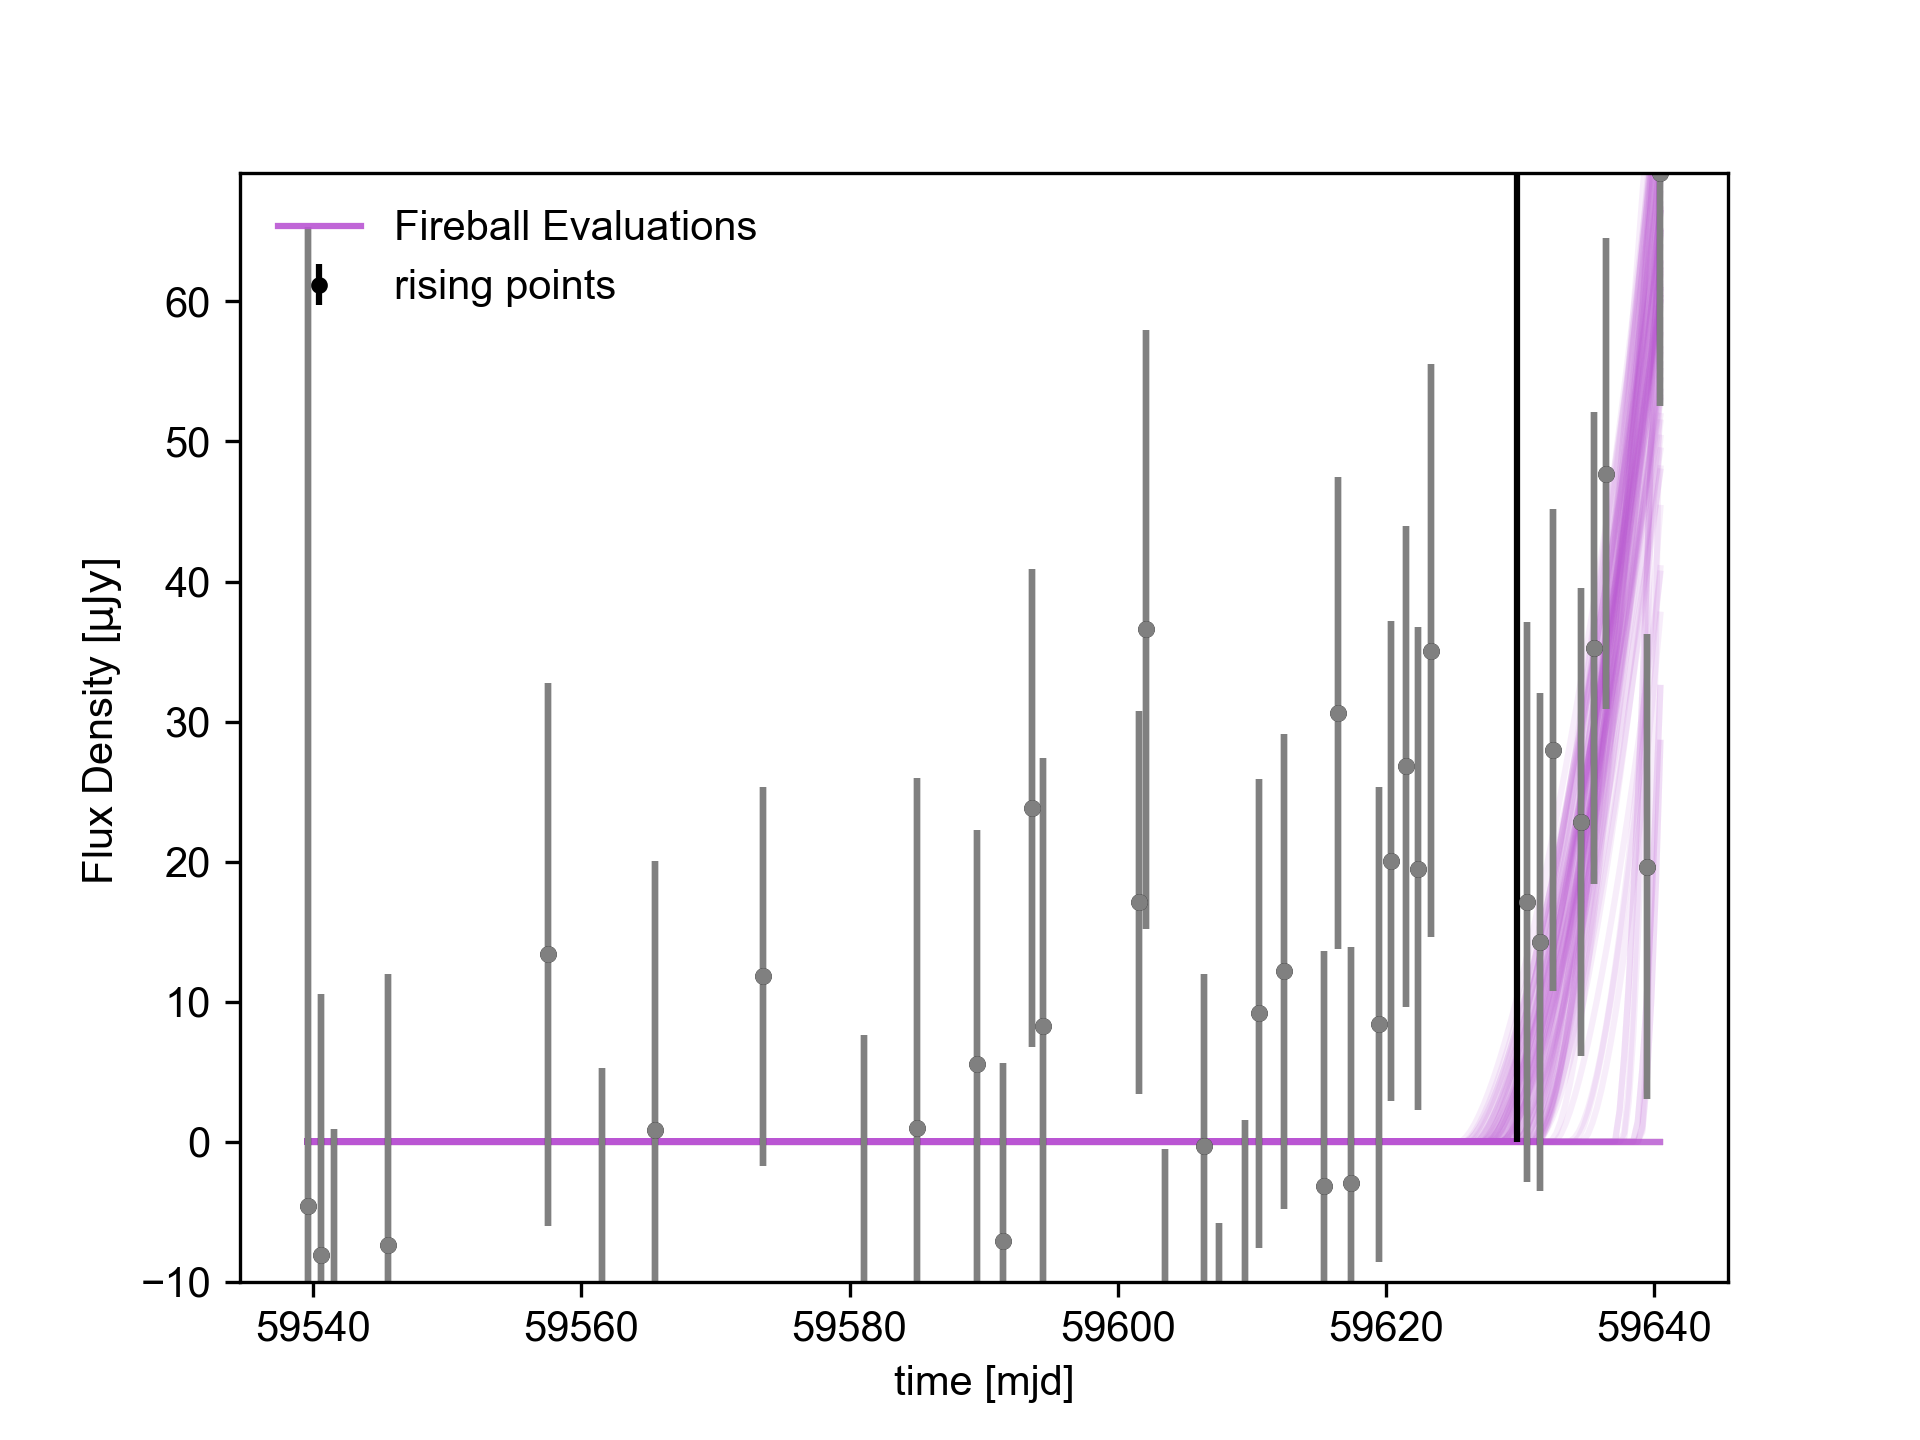 Fireball Evaluations
rising points
60
50
40
30
20
10
0
−10
Flux Density [µJy]
59540 59560 59580 59600 59620 59640
time [mjd]